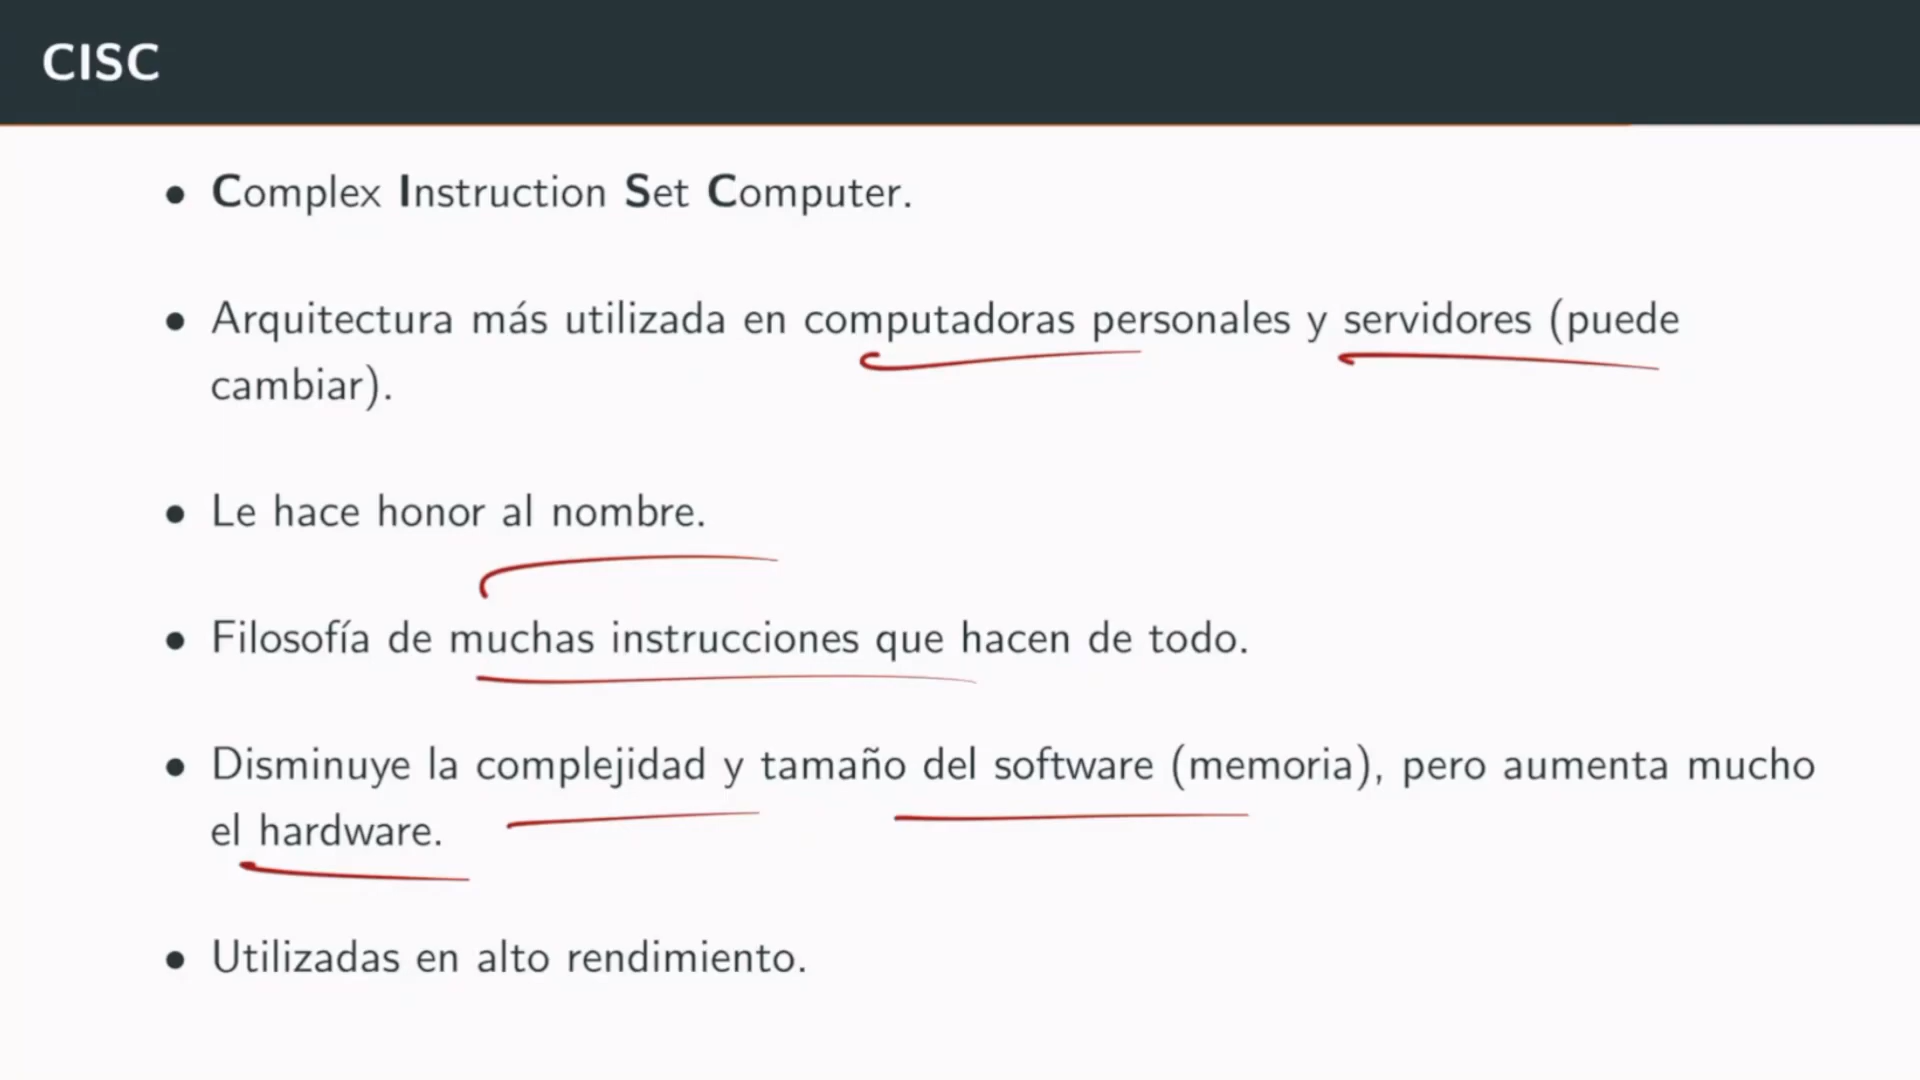 CISC
• Complex Instruction Set Computer.
• Arquitectura más utilizada en computadoras personales y servidores (puede
cambiar).
• Le hace honor al nombre.
• Filosofía de muchas instrucciones que hacen de todo.
• Disminuye la complejidad y tamaño del software (memoria), pero aumenta mucho
el hardware.
• Utilizadas en alto rendimiento.